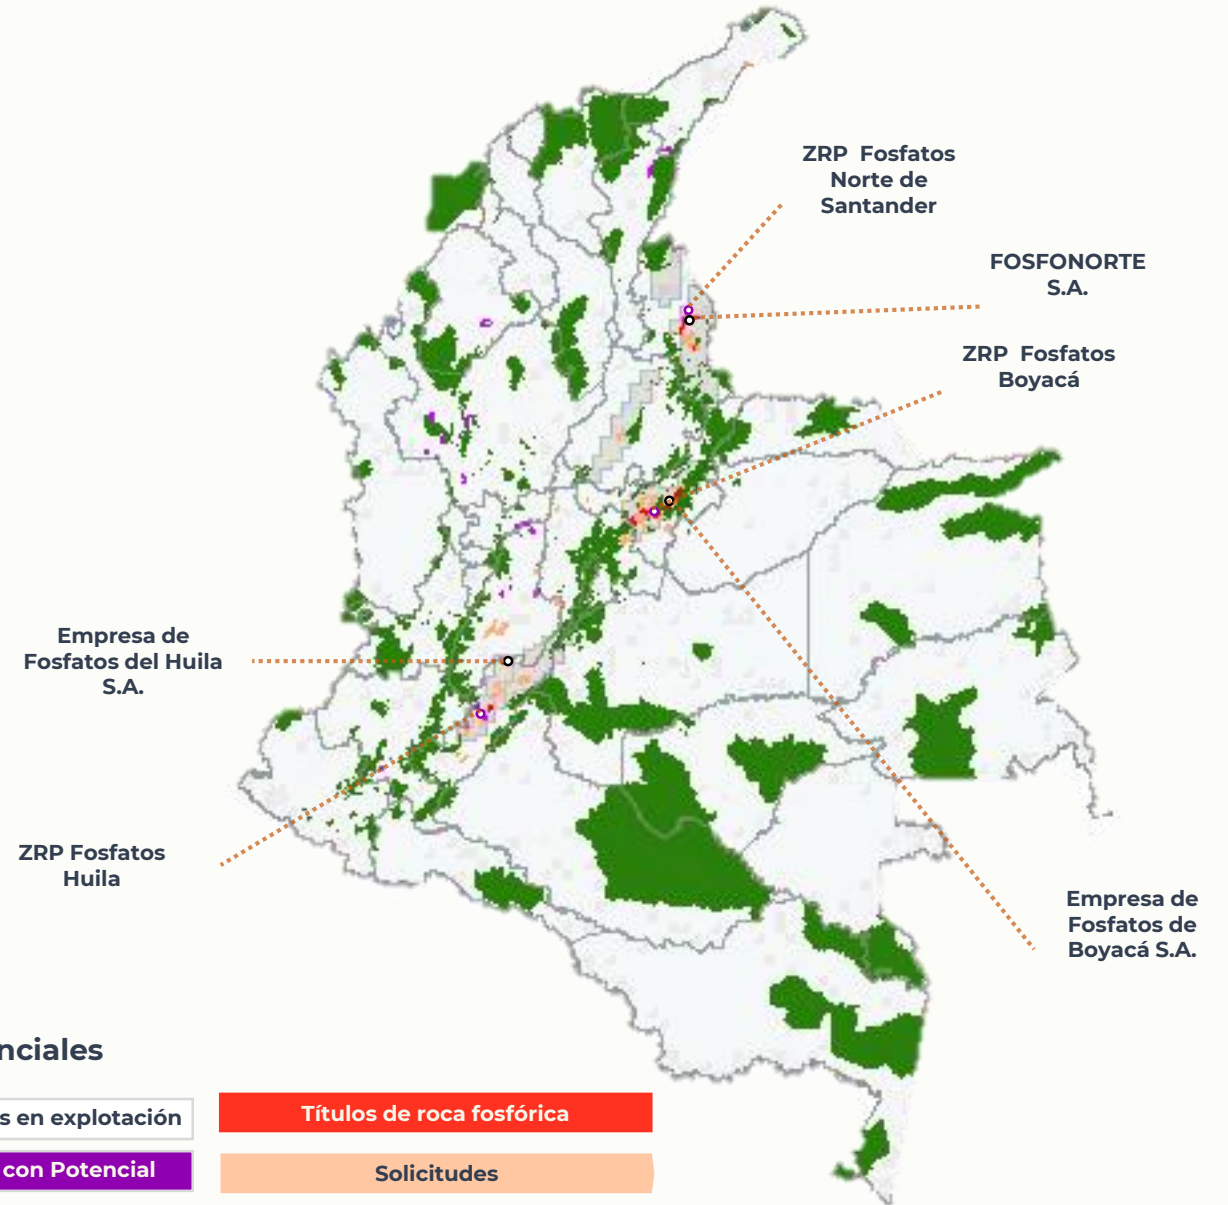 ZRP Fosfatos
Norte de
Santander
FOSFONORTE
S.A.
ZRP Fosfatos
Boyacá
Empresa de
Fosfatos del Huila
S.A.
ZRP Fosfatos
Huila
Empresa de
Fosfatos de
Boyacá S.A.
nciales
s en explotación
Títulos de roca fosfórica
con Potencial
Solicitudes